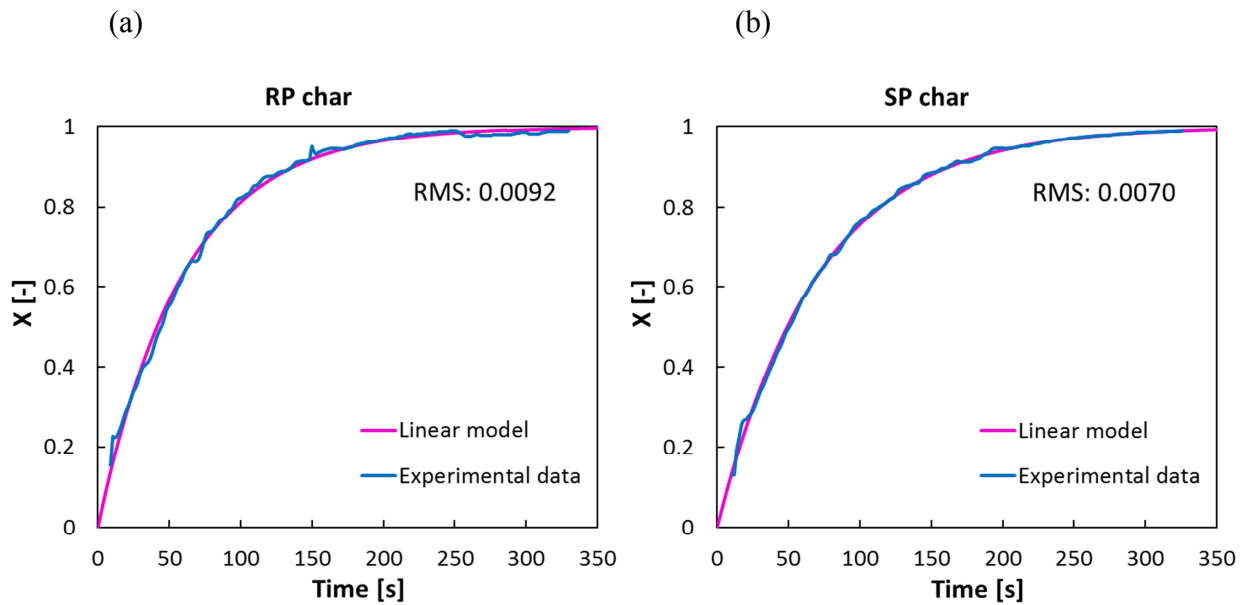 (a)
RP char
1
0.8
0.6
0.4
0.2
0
X [-]
RMS: 0.0092
Linear model
Experimental data
0 50 100 150 200 250 300 350
Time [s]
(b)
SP char
1
0.8
0.6
0.4
0.2
0
X [-]
RMS: 0.0070
Linear model
Experimental data
0 50 100 150 200 250 300 350
Time [s]